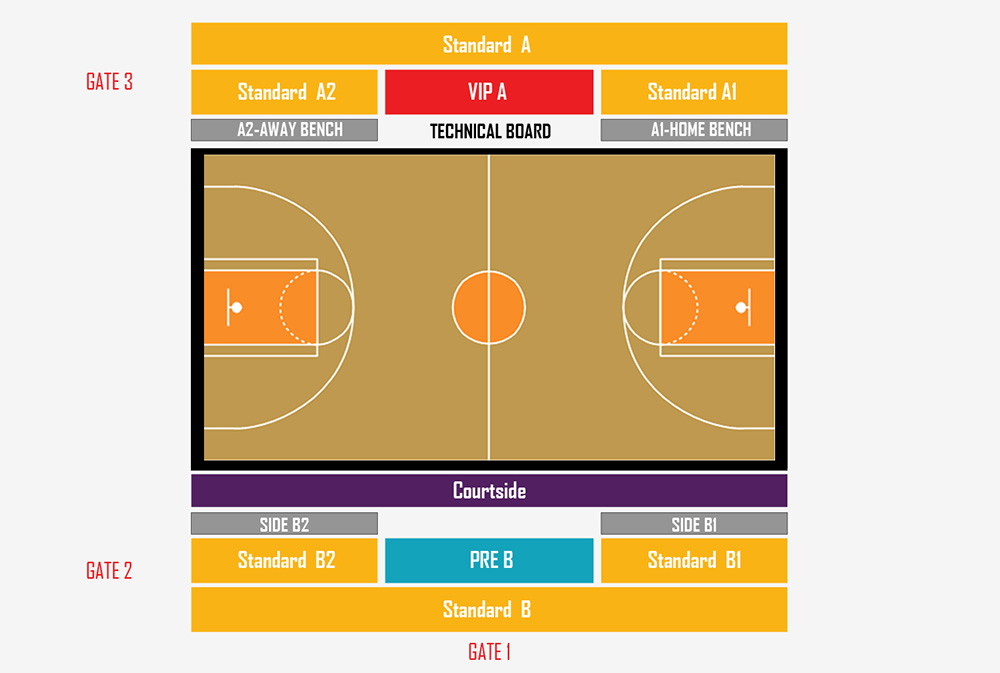 Standard A
GATE 3
Standard A2
VIP A
Standard A1
A2-AWAY BENCH
TECHNICAL BOARD
A1-HOME BENCH
Courtside
SIDE B2
SIDE B1
Standard B2
PRE B
Standard B1
GATE 2
Standard B
GATE 1